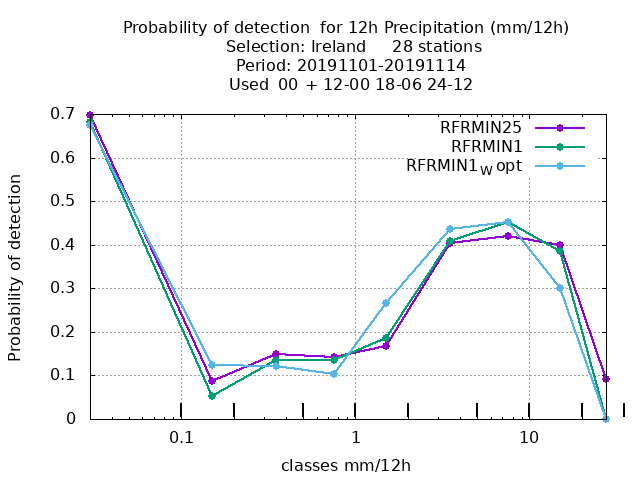 Probability of detection  for 12h Precipitation (mm/12h)
Selection: Ireland     28 stations
Period: 20191101-20191114
Used  00 + 12-00 18-06 24-12
RFRMIN25
RFRMIN1
RFRMIN1W opt
Probability of detection
0.7
0.6
0.5
0.4
0.3
0.2
0.1
0
0.1 1 10
classes mm/12h